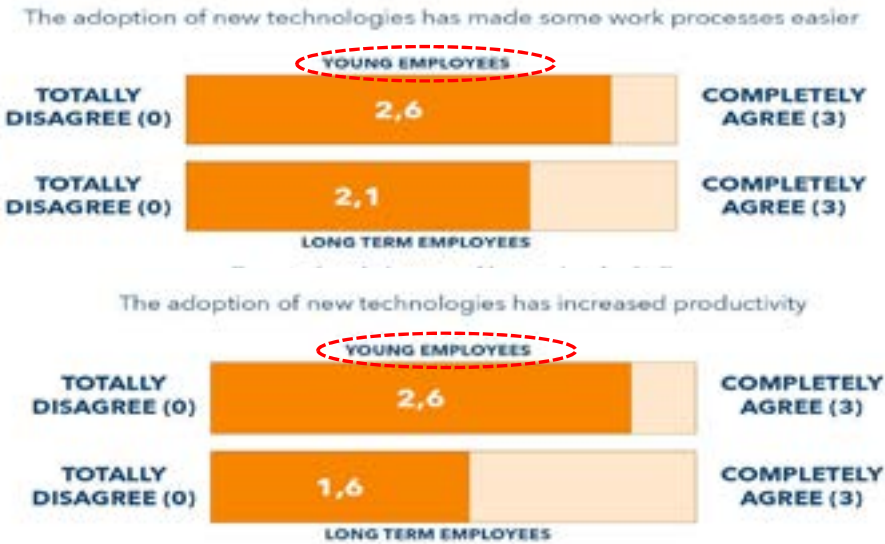 The adoption of new technologies has made some work processes easier
YOUNG EMPLOYEES
TOTALLY
DISAGREE (0)
2,6
COMPLETELY
AGREE (3)
TOTALLY
DISAGREE (0)
2,1
COMPLETELY
AGREE (3)
LONG TERM EMPLOYEES
The adoption of new technologies has increased productivity
YOUNG EMPLOYEES
TOTALLY
DISAGREE (0)
2,6
COMPLETELY
AGREE (3)
TOTALLY
DISAGREE (0)
1,6
COMPLETELY
AGREE (3)
LONG TERM EMPLOYEES